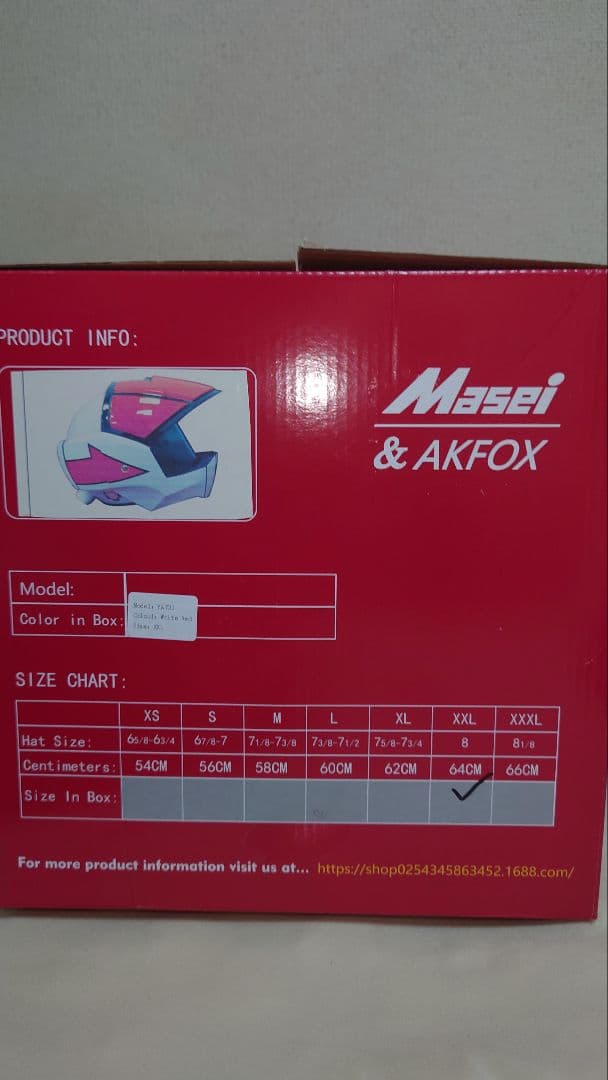 PRODUCT INFO:
Masei
& AKFOX
Model:
Color in Box:
White Red
XXL
SIZE CHART:
XS S M L XL XXL XXXL
Hat Size: 65/8-63/4 67/8-7 71/8-73/8 73/8-71/2 75/8-73/4 8 81/8
Centimeters: 54CM 56CM 58CM 60CM 62CM 64CM 66CM
Size In Box:
For more product information visit us at... https://shop0254345863452.1688.com/